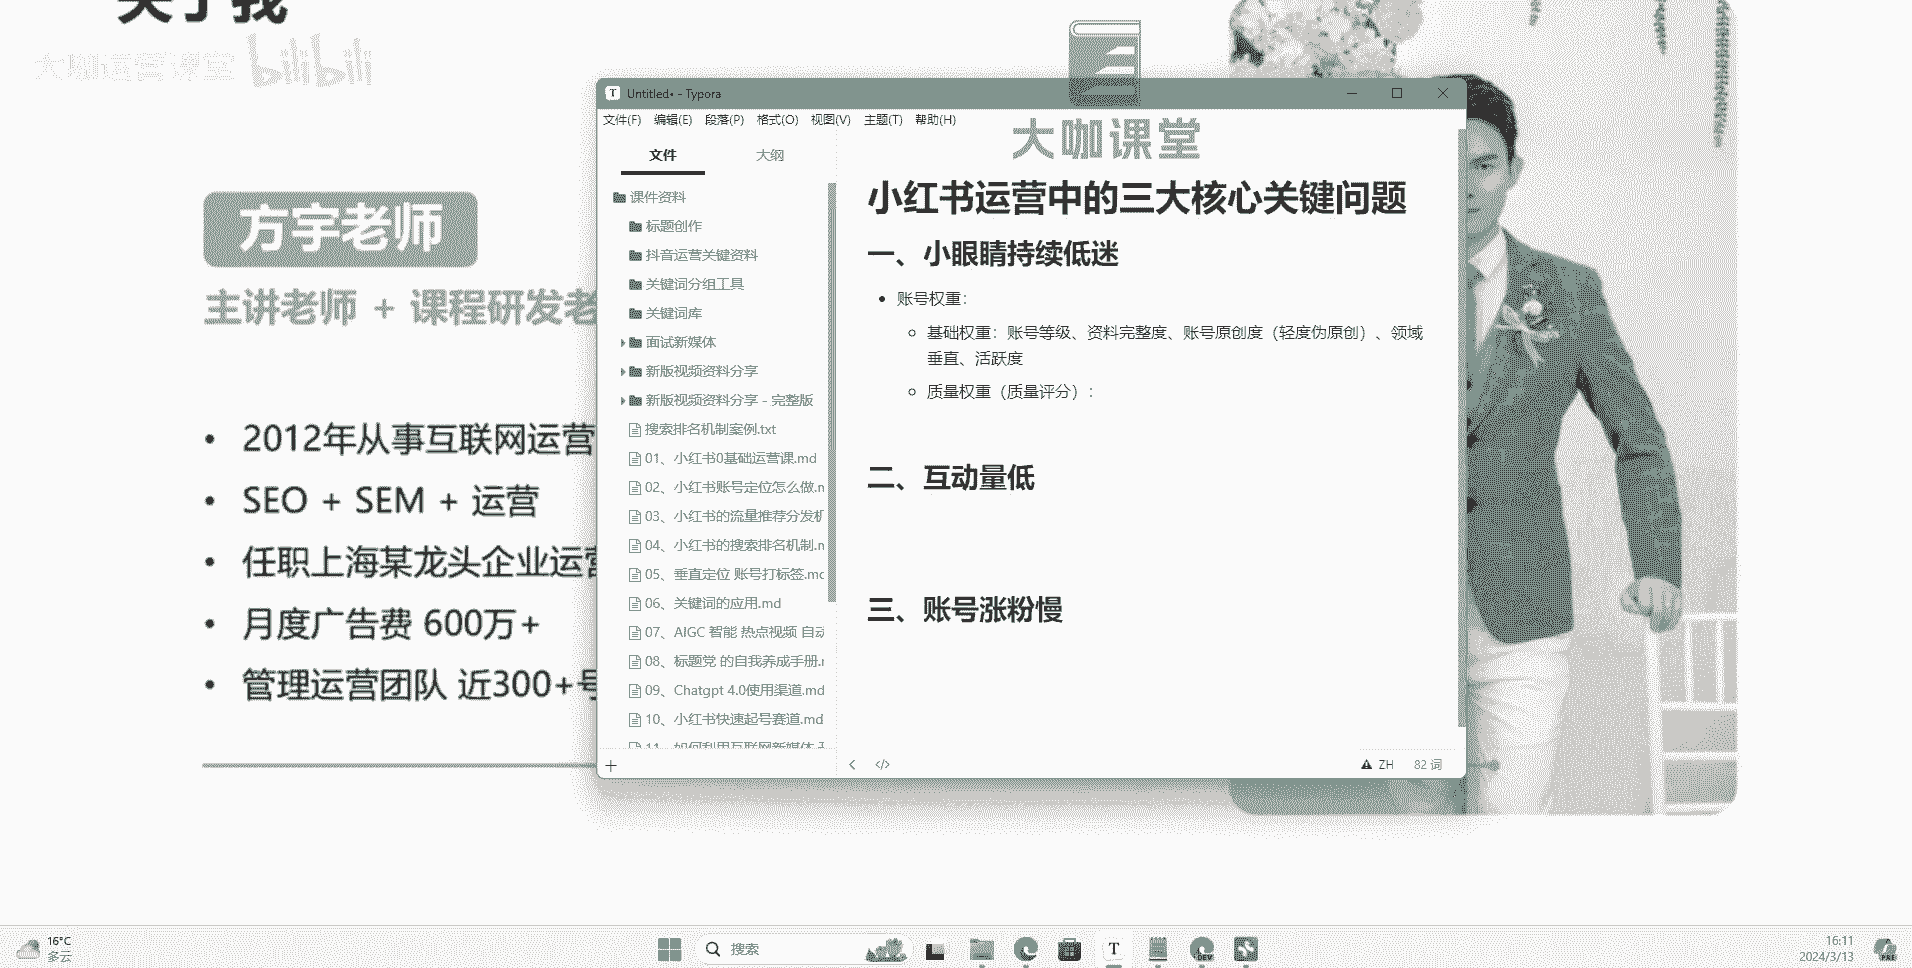 关于我
大咖运营课堂 bilibili
方宇老师
主讲老师 + 课程研发老
2012年从事互联网运营
SEO + SEM + 运营
任职上海某龙头企业运营
月度广告费 600万+
管理运营团队 近300+号
Untitled• - Typora
文件(F) 编辑(E) 段落(P) 格式(O) 视图(V) 主题(T) 帮助(H)
大咖课堂
文件 大纲
课件资料
标题创作
抖音运营关键资料
关键词分组工具
关键词库
面试新媒体
新版视频资料分享
新版视频资料分享 - 完整版
搜索排名机制案例.txt
01、小红书0基础运营课.md
02、小红书账号定位怎么做.m
03、小红书的流量推荐分发机
04、小红书的搜索排名机制.m
05、垂直定位 账号打标签.md
06、关键词的应用.md
07、AIGC 智能 热点视频 自动
08、标题党 的自我养成手册.m
09、Chatgpt 4.0使用渠道.md
10、小红书快速起号赛道.md
11、如何利用互联网新媒体
小红书运营中的三大核心关键问题
一、小眼睛持续低迷
账号权重：
基础权重：账号等级、资料完整度、账号原创度（轻度伪原创）、领域
垂直、活跃度
质量权重（质量评分）：
二、互动量低
三、账号涨粉慢
ZH 82 词
16°C
多云
搜索
DEV
16:11
2024/3/13
PRE